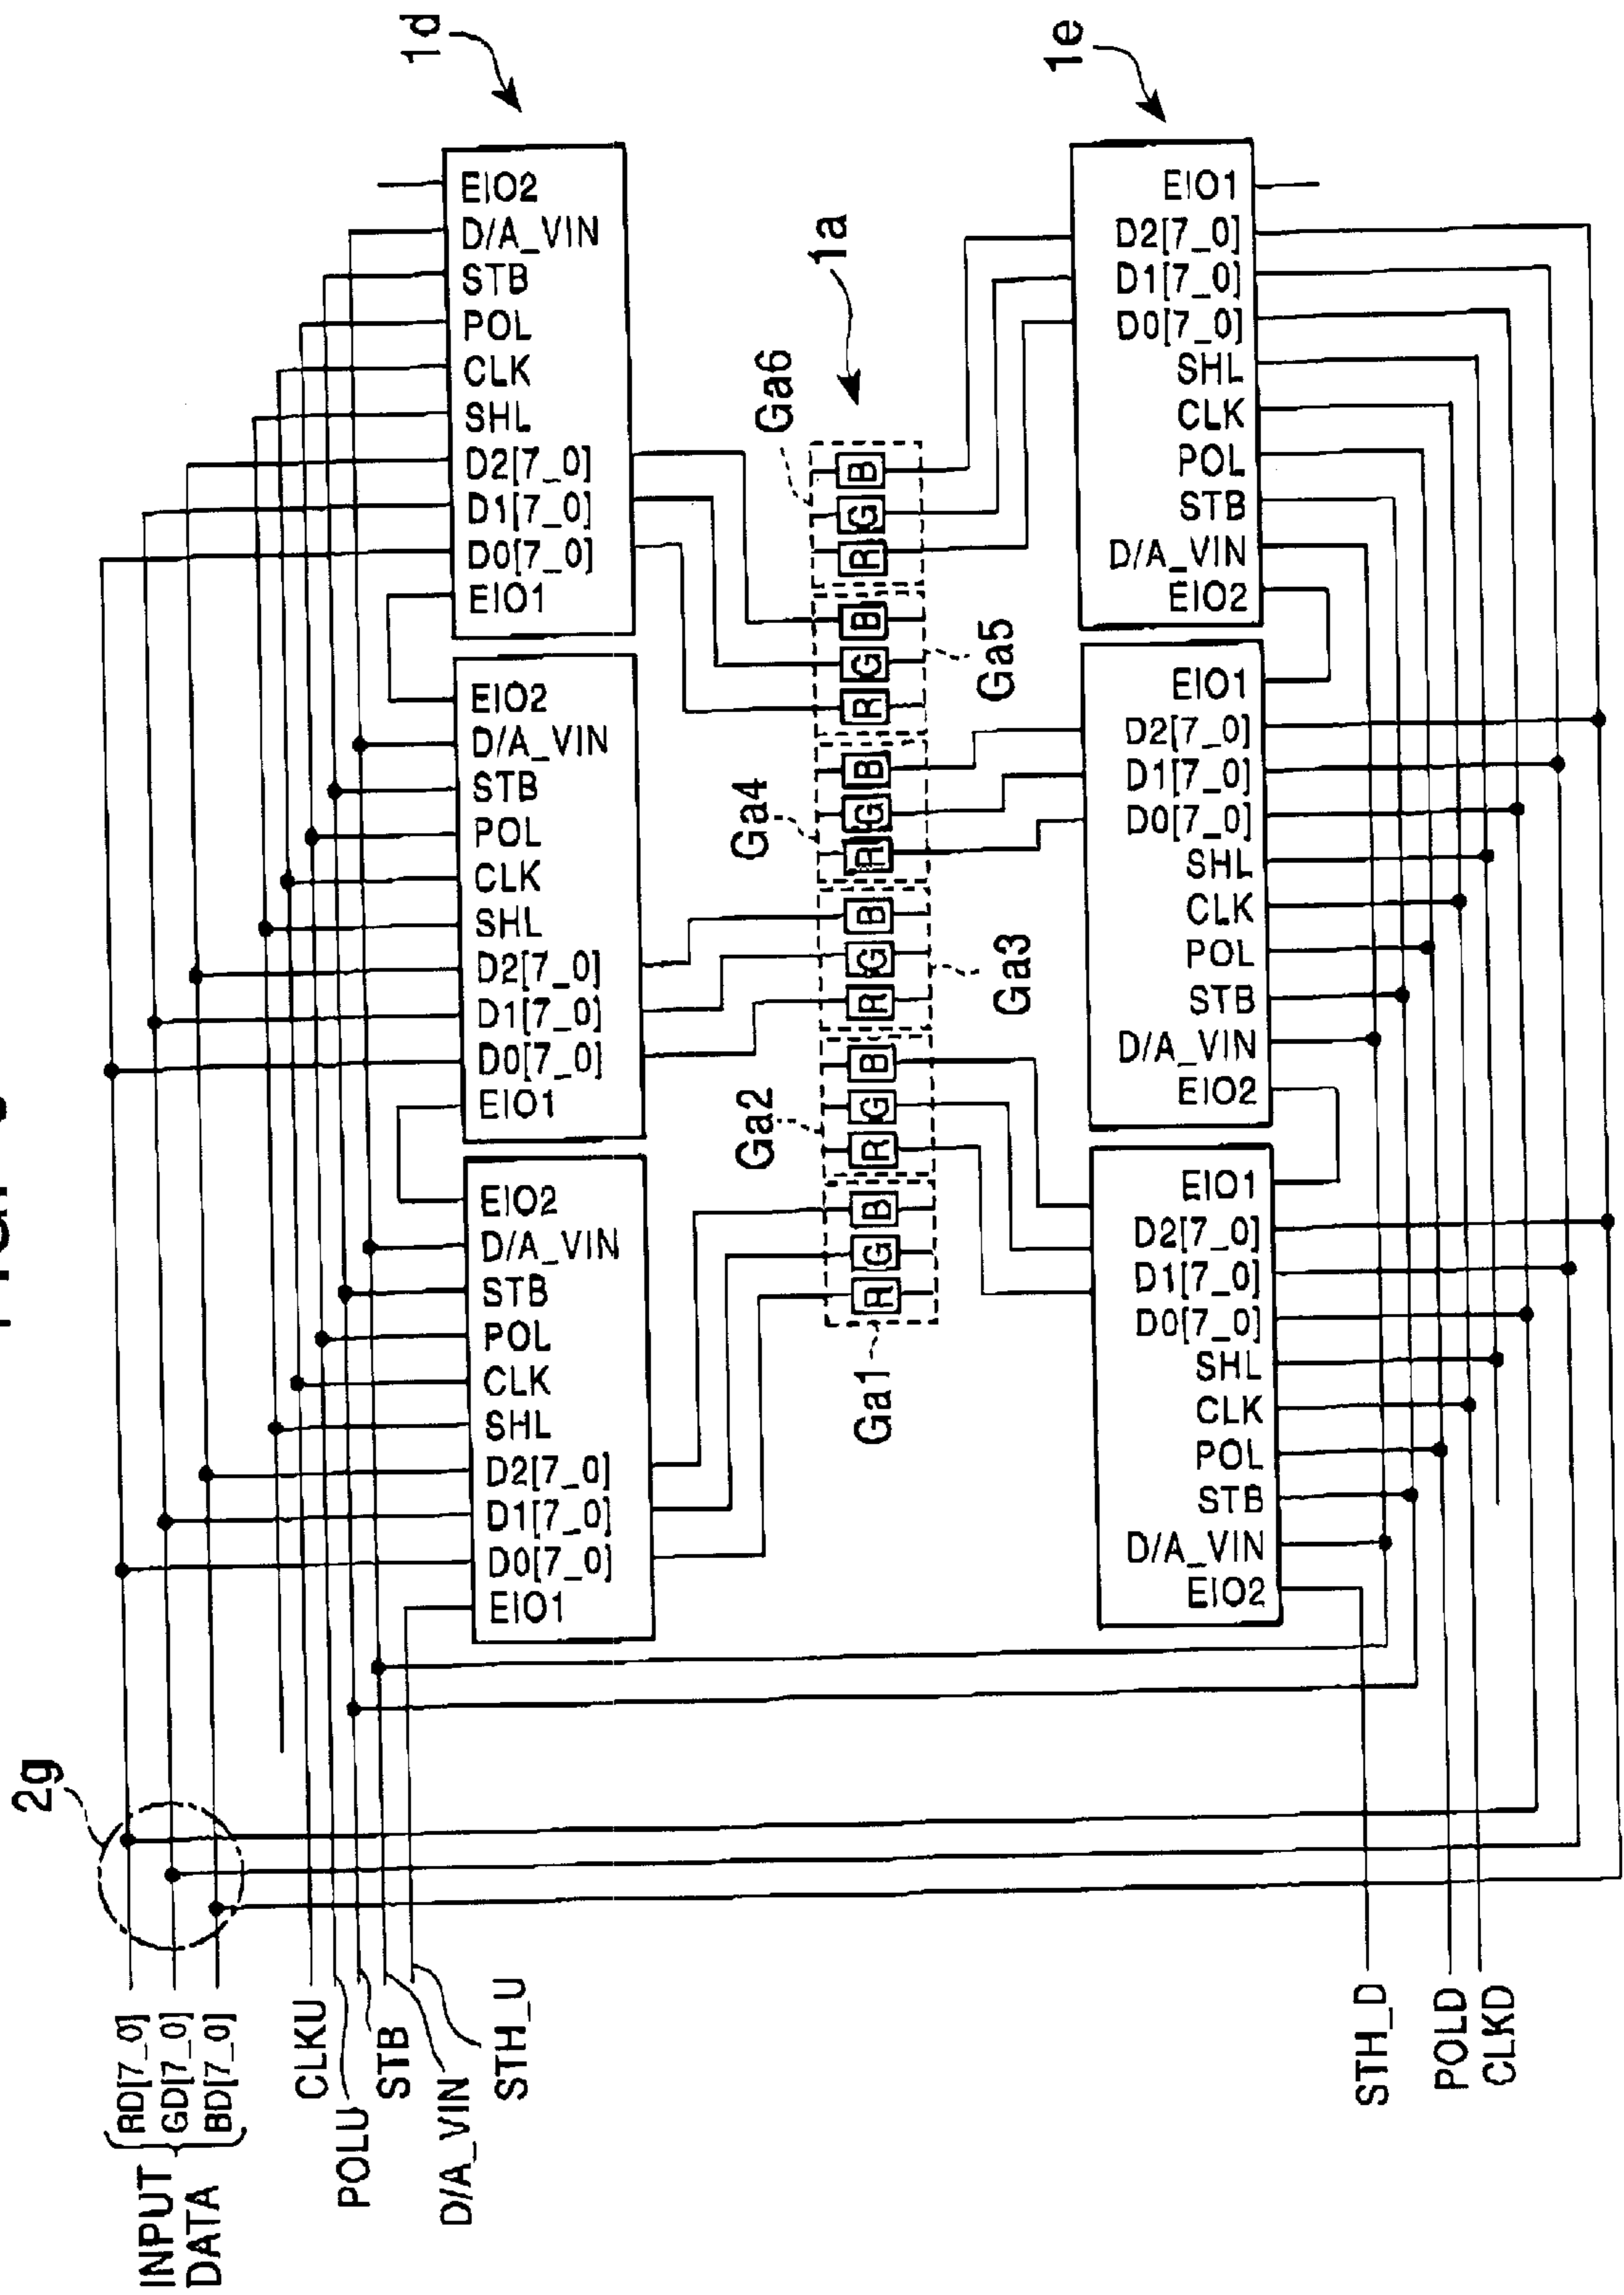 2g
INPUT
DATA
RD[7_0]
GD[7_0]
BD[7_0]
CLKU
POLU
STB
D/A_VIN
STH_U
1d
EIO1
D0[7_0]
D1[7_0]
D2[7_0]
SHL
CLK
POL
STB
D/A_VIN
EIO2
EIO1
D0[7_0]
D1[7_0]
D2[7_0]
SHL
CLK
POL
STB
D/A_VIN
EIO2
EIO1
D0[7_0]
D1[7_0]
D2[7_0]
SHL
CLK
POL
STB
D/A_VIN
EIO2
Ga2
Ga4
Ga6
1a
R G B
R G B
R G B
R G B
R G B
R G B
Ga1
Ga3
Ga5
1e
EIO2
D/A_VIN
STB
POL
CLK
SHL
D0[7_0]
D1[7_0]
D2[7_0]
EIO1
EIO2
D/A_VIN
STB
POL
CLK
SHL
D0[7_0]
D1[7_0]
D2[7_0]
EIO1
EIO2
D/A_VIN
STB
POL
CLK
SHL
D0[7_0]
D1[7_0]
D2[7_0]
EIO1
STH_D
POLD
CLKD